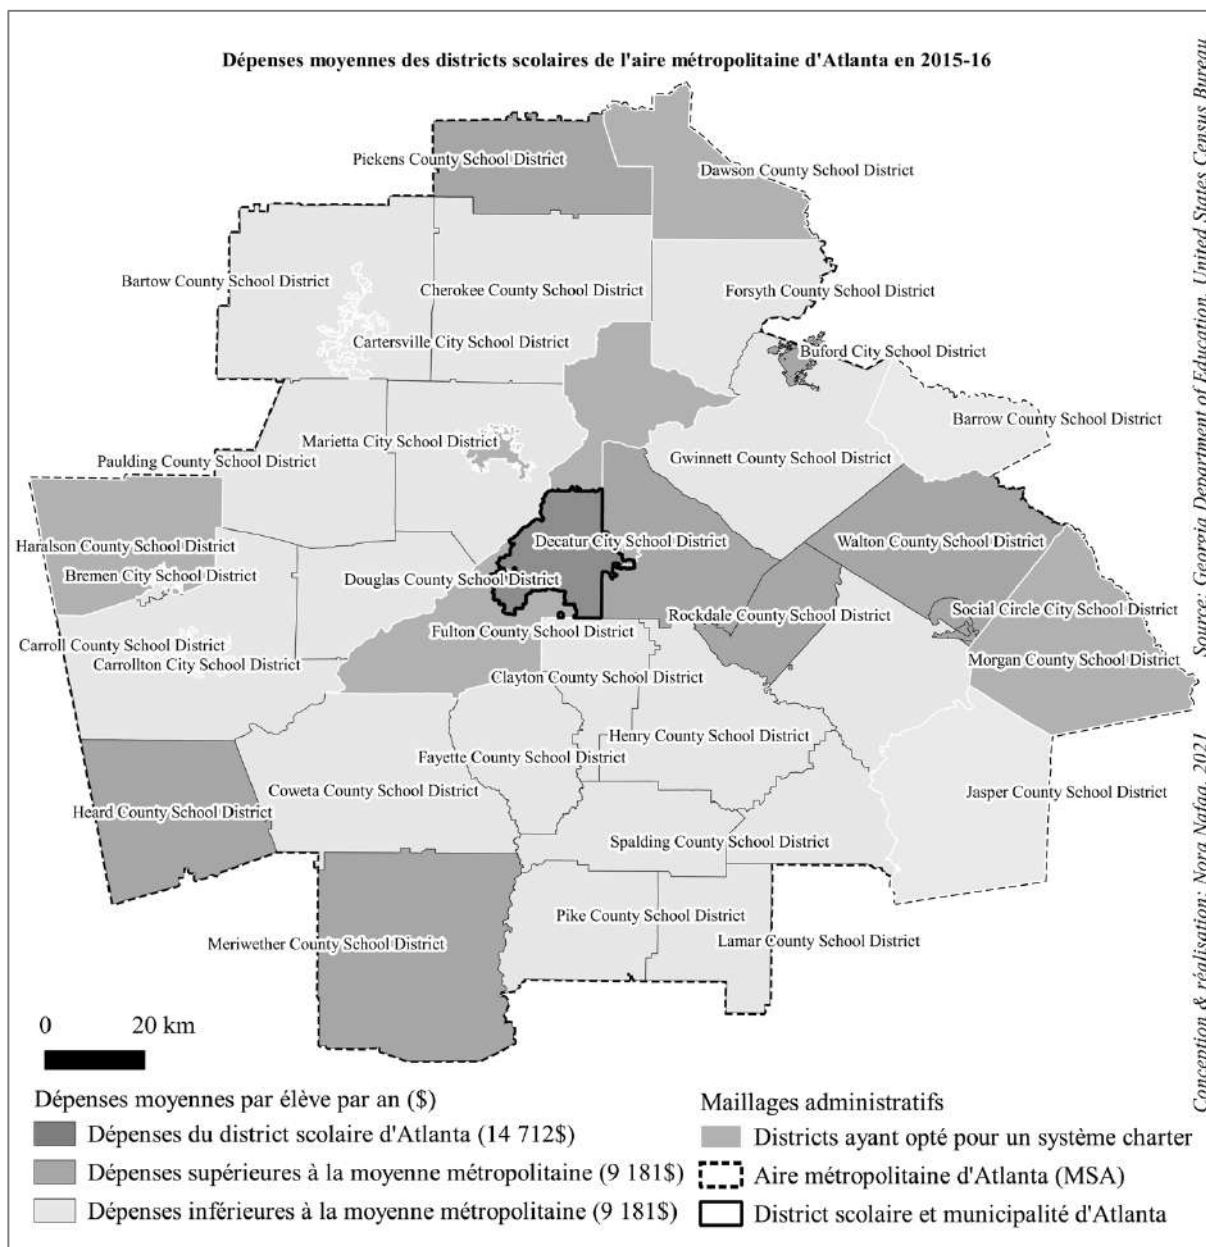 Dépenses moyennes des districts scolaires de l'aire métropolitaine d'Atlanta en 2015-16
Pickens County School District
Dawson County School District
Bartow County School District
Cherokee County School District
Forsyth County School District
Cartersville City School District
Buford City School District
Marietta City School District
Barrow County School District
Paulding County School District
Gwinnett County School District
Haralson County School District
Decatur City School District
Walton County School District
Bremen City School District
Douglas County School District
Rockdale County School District
Social Circle City School District
Fulton County School District
Carroll County School District
Carrollton City School District
Morgan County School District
Clayton County School District
Henry County School District
Fayette County School District
Coweta County School District
Jasper County School District
Heard County School District
Spalding County School District
Pike County School District
Meriwether County School District
Lamar County School District
0 20 km
Dépenses moyennes par élève par an ($)
Dépenses du district scolaire d'Atlanta (14 712$)
Dépenses supérieures à la moyenne métropolitaine (9 181$)
Dépenses inférieures à la moyenne métropolitaine (9 181$)
Maillages administratifs
Districts ayant opté pour un système charter
Aire métropolitaine d'Atlanta (MSA)
District scolaire et municipalité d'Atlanta
Conception & réalisation: Nora Nafaa, 2021 Source: Georgia Department of Education, United States Census Bureau